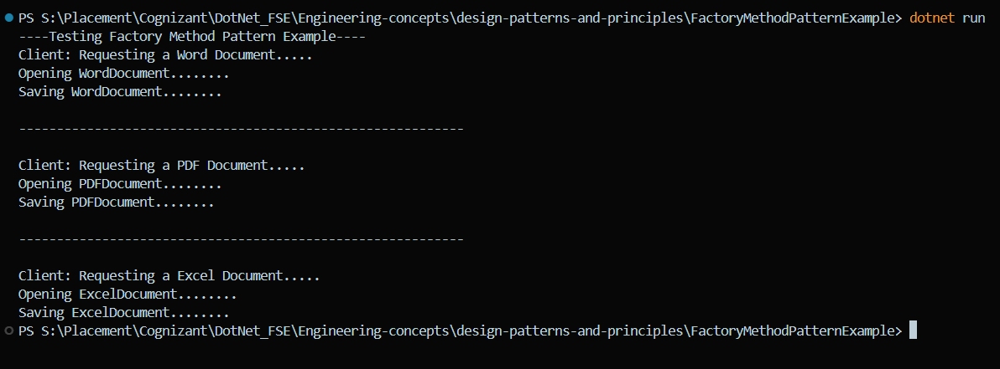 PS S:\Placement\Cognizant\DotNet_FSE\Engineering-concepts\design-patterns-and-principles\FactoryMethodPatternExample> dotnet run
----Testing Factory Method Pattern Example----
Client: Requesting a Word Document.....
Opening WordDocument........
Saving WordDocument........
-----------------------------------------------------------
Client: Requesting a PDF Document.....
Opening PDFDocument........
Saving PDFDocument........
-----------------------------------------------------------
Client: Requesting a Excel Document.....
Opening ExcelDocument........
Saving ExcelDocument........
PS S:\Placement\Cognizant\DotNet_FSE\Engineering-concepts\design-patterns-and-principles\FactoryMethodPatternExample>